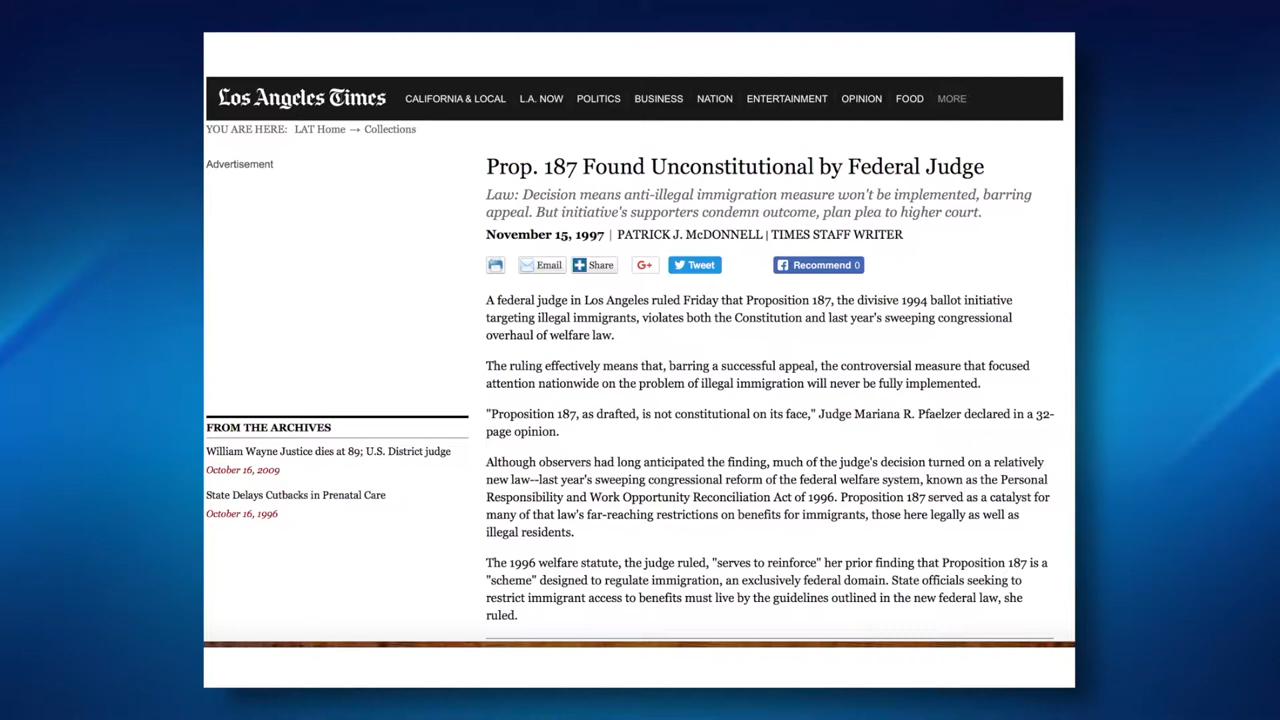 Los Angeles Times
CALIFORNIA & LOCAL L.A. NOW POLITICS BUSINESS NATION ENTERTAINMENT OPINION FOOD MORE
YOU ARE HERE: LAT Home → Collections
Advertisement
Prop. 187 Found Unconstitutional by Federal Judge
Law: Decision means anti-illegal immigration measure won't be implemented, barring
appeal. But initiative's supporters condemn outcome, plan plea to higher court.
November 15, 1997 | PATRICK J. McDONNELL | TIMES STAFF WRITER
Email Share G+ Tweet Recommend 0
A federal judge in Los Angeles ruled Friday that Proposition 187, the divisive 1994 ballot initiative
targeting illegal immigrants, violates both the Constitution and last year's sweeping congressional
overhaul of welfare law.
The ruling effectively means that, barring a successful appeal, the controversial measure that focused
attention nationwide on the problem of illegal immigration will never be fully implemented.
"Proposition 187, as drafted, is not constitutional on its face," Judge Mariana R. Pfaelzer declared in a 32-
page opinion.
Although observers had long anticipated the finding, much of the judge's decision turned on a relatively
new law--last year's sweeping congressional reform of the federal welfare system, known as the Personal
Responsibility and Work Opportunity Reconciliation Act of 1996. Proposition 187 served as a catalyst for
many of that law's far-reaching restrictions on benefits for immigrants, those here legally as well as
illegal residents.
The 1996 welfare statute, the judge ruled, "serves to reinforce" her prior finding that Proposition 187 is a
"scheme" designed to regulate immigration, an exclusively federal domain. State officials seeking to
restrict immigrant access to benefits must live by the guidelines outlined in the new federal law, she
ruled.
FROM THE ARCHIVES
William Wayne Justice dies at 89; U.S. District judge
October 16, 2009
State Delays Cutbacks in Prenatal Care
October 16, 1996